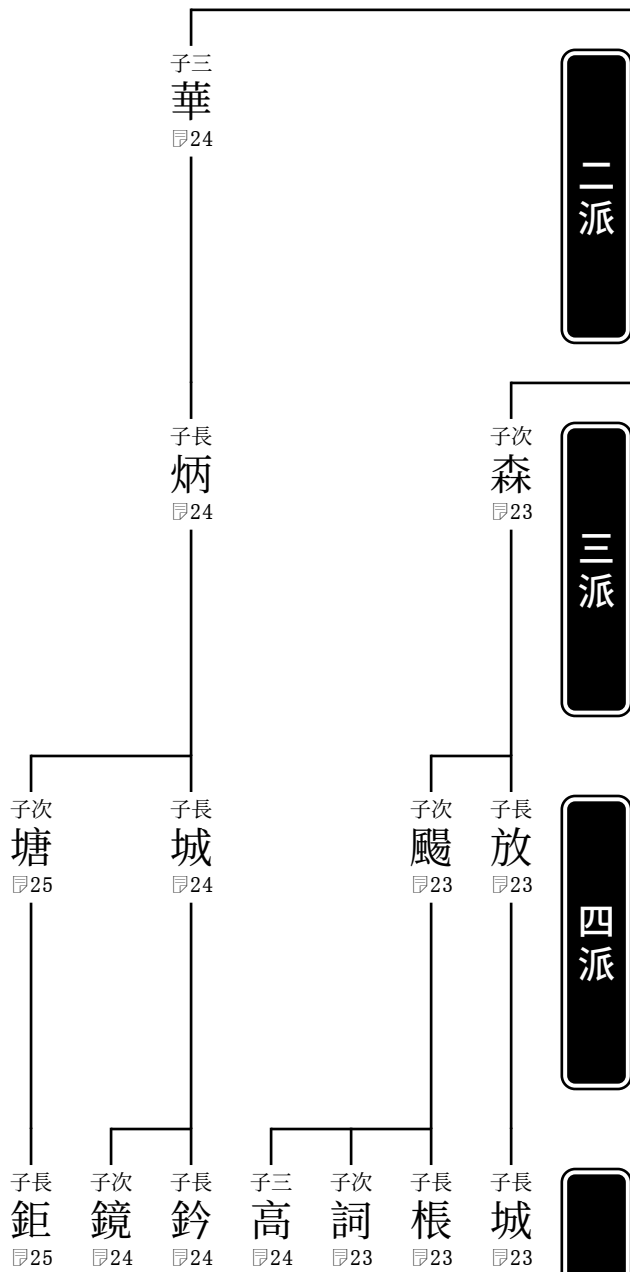 二派
子三
華
24
三派
子次
森
23
子長
炳
24
四派
子長
放
23
子次
颺
23
子長
城
24
子次
塘
25
子長
城
23
子長
棖
23
子次
詞
23
子三
高
24
子長
鈐
24
子次
鏡
24
子長
鉅
25